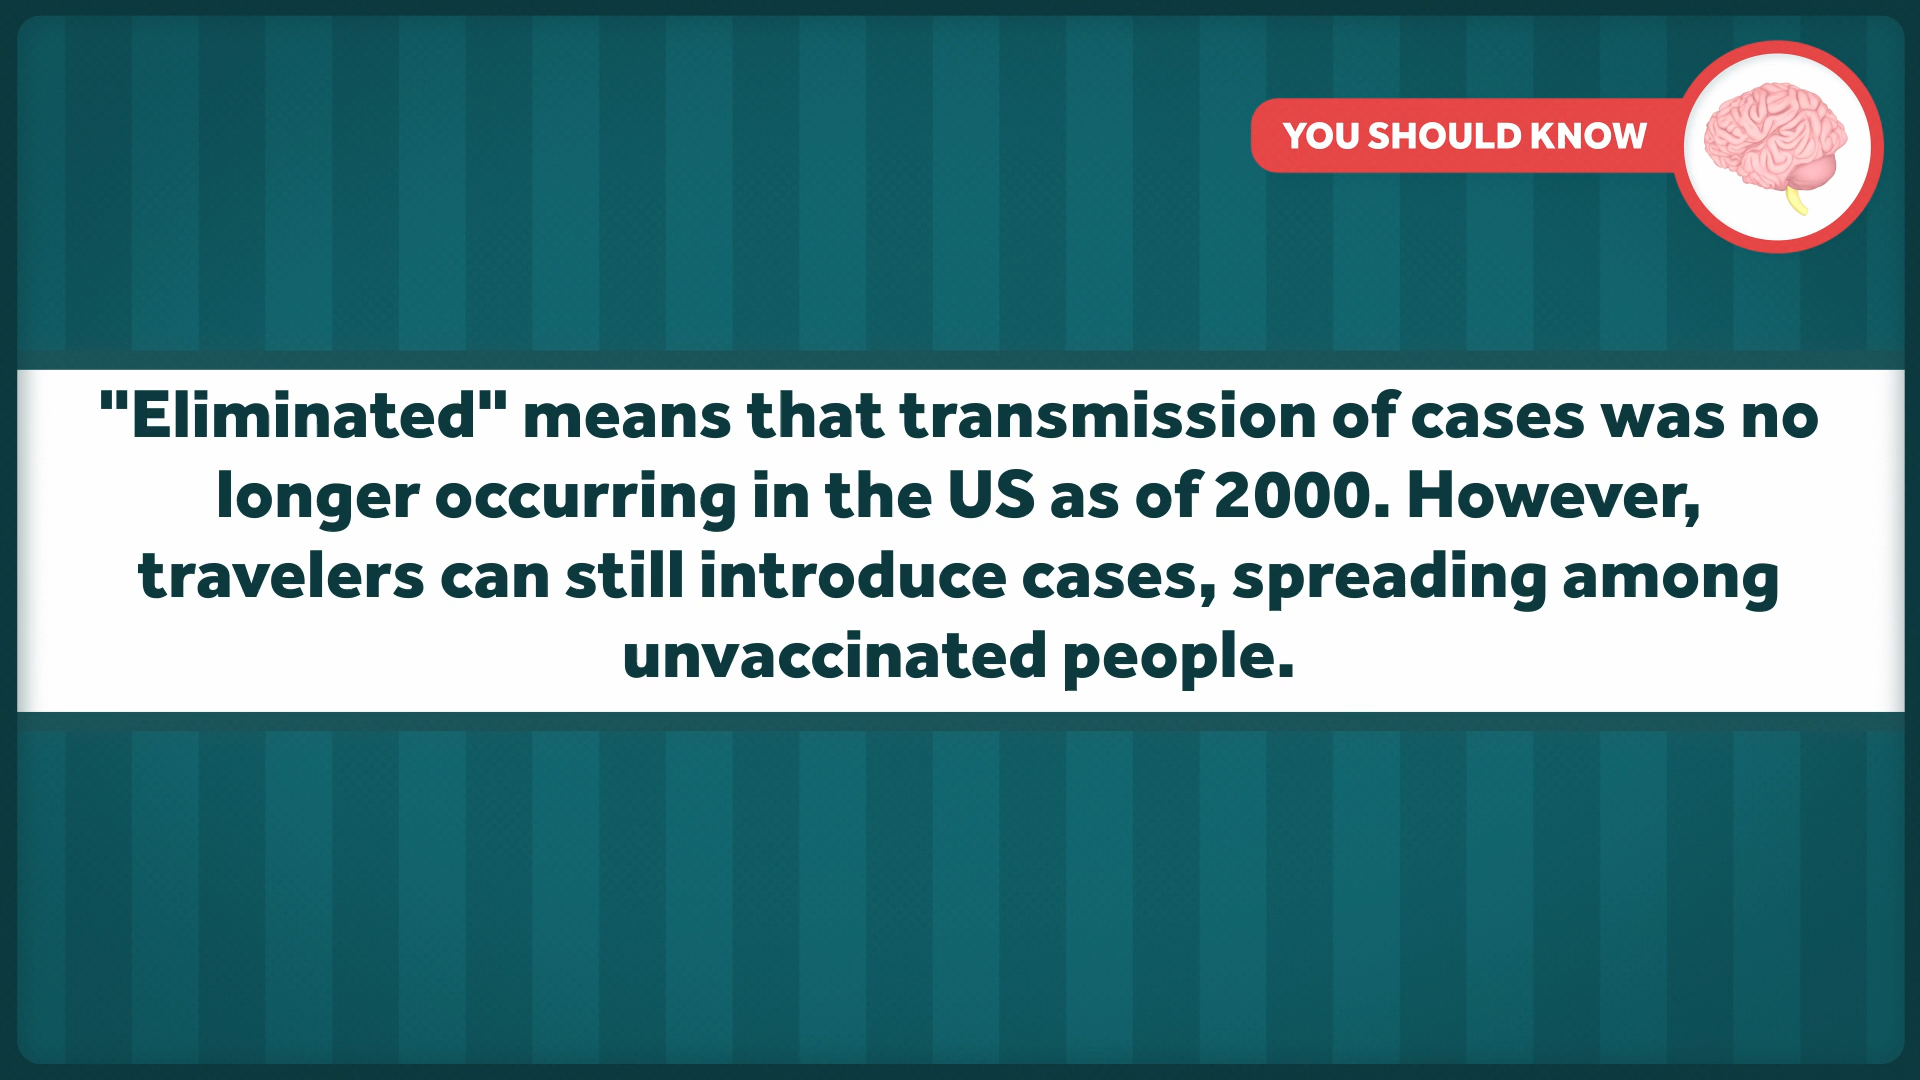 YOU SHOULD KNOW
"Eliminated" means that transmission of cases was no
longer occurring in the US as of 2000. However,
travelers can still introduce cases, spreading among
unvaccinated people.